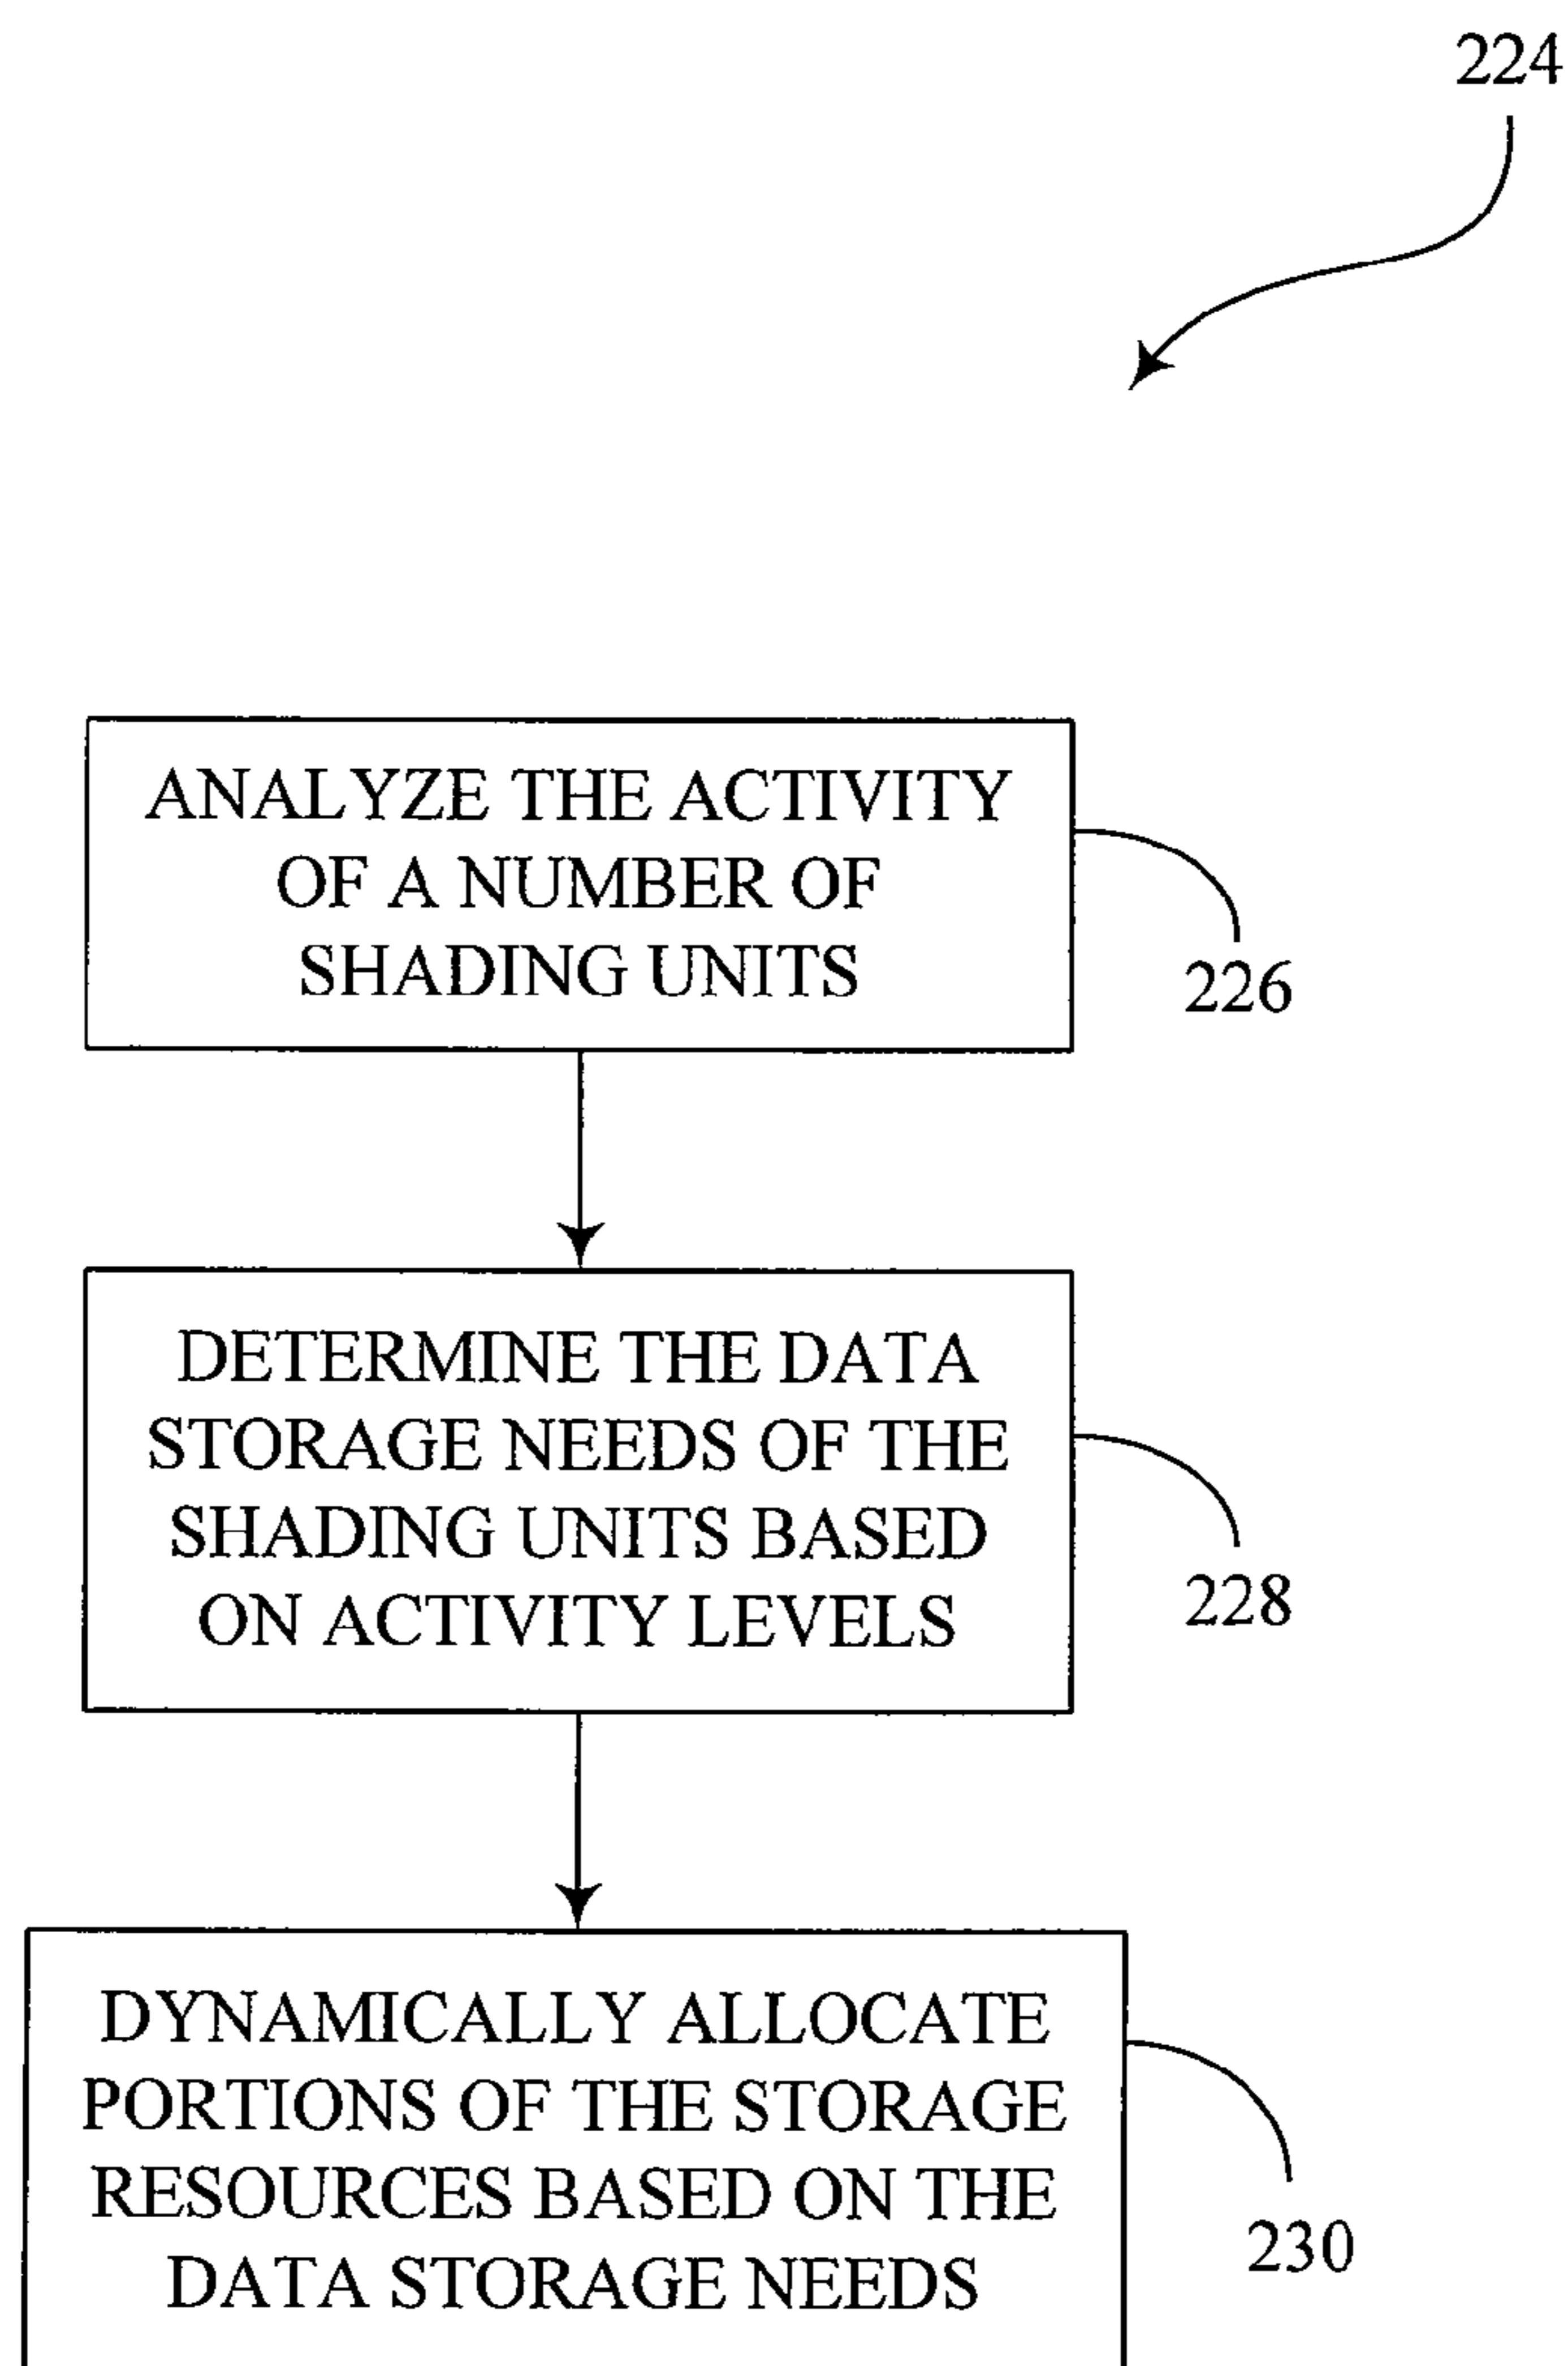 224
ANALYZE THE ACTIVITY
OF A NUMBER OF
SHADING UNITS
226
DETERMINE THE DATA
STORAGE NEEDS OF THE
SHADING UNITS BASED
ON ACTIVITY LEVELS
228
DYNAMICALLY ALLOCATE
PORTIONS OF THE STORAGE
RESOURCES BASED ON THE
DATA STORAGE NEEDS
230